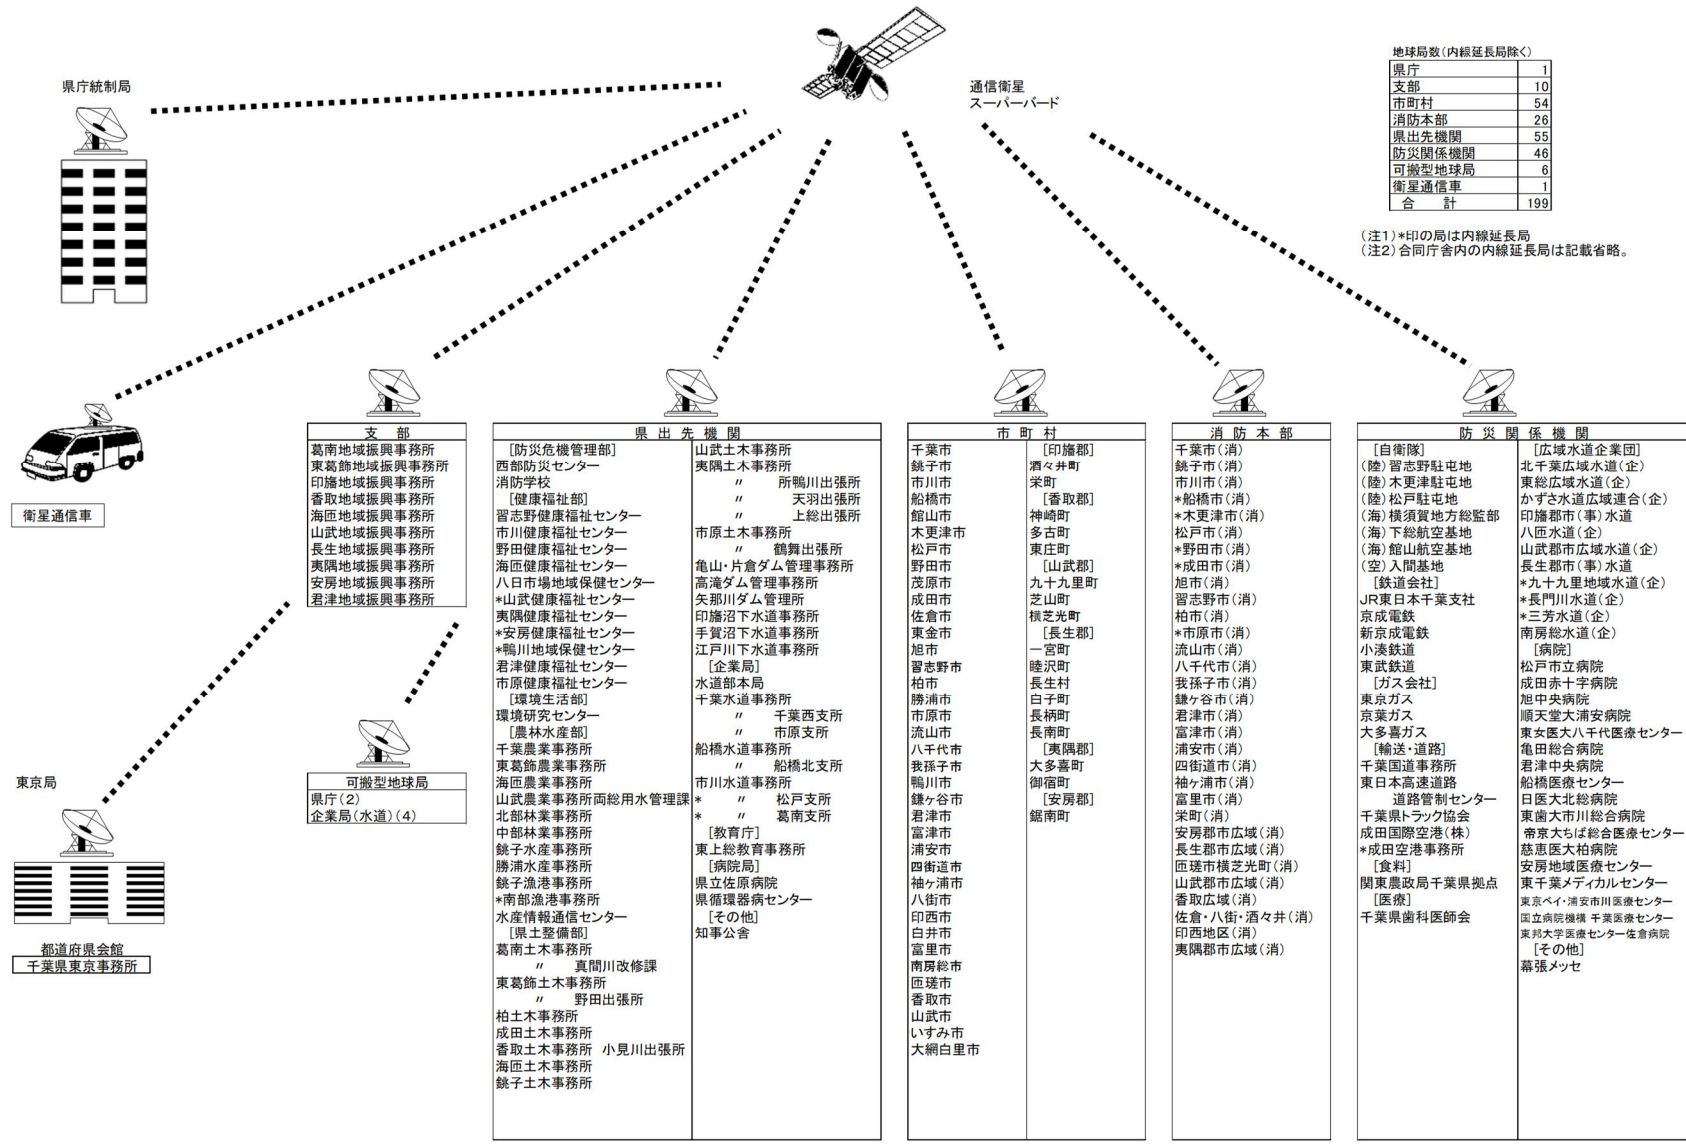 県庁統制局
通信衛星
スーパーバード
地球局数(内線延長局除く)
県庁 1
支部 10
市町村 54
消防本部 26
県出先機関 55
防災関係機関 46
可搬型地球局 6
衛星通信車 1
合 計 199
(注1)*印の局は内線延長局
(注2)合同庁舎内の内線延長局は記載省略。
衛星通信車
支 部
葛南地域振興事務所
東葛飾地域振興事務所
印旛地域振興事務所
香取地域振興事務所
海匝地域振興事務所
山武地域振興事務所
長生地域振興事務所
夷隅地域振興事務所
安房地域振興事務所
君津地域振興事務所
可搬型地球局
県庁(2)
企業局(水道)(4)
東京局
都道府県会館
千葉県東京事務所
県 出 先 機 関
[防災危機管理部]
西部防災センター
消防学校
[健康福祉部]
習志野健康福祉センター
市川健康福祉センター
野田健康福祉センター
海匝健康福祉センター
八日市場地域保健センター
*山武健康福祉センター
夷隅健康福祉センター
*安房健康福祉センター
*鴨川地域保健センター
君津健康福祉センター
市原健康福祉センター
[環境生活部]
環境研究センター
[農林水産部]
千葉農業事務所
東葛飾農業事務所
海匝農業事務所
山武農業事務所両総用水管理課
北部林業事務所
中部林業事務所
銚子水産事務所
勝浦水産事務所
銚子漁港事務所
*南部漁港事務所
水産情報通信センター
[県土整備部]
葛南土木事務所
〃 真間川改修課
東葛飾土木事務所
〃 野田出張所
柏土木事務所
成田土木事務所
香取土木事務所 小見川出張所
海匝土木事務所
銚子土木事務所
山武土木事務所
夷隅土木事務所
〃 所鴨川出張所
〃 天羽出張所
〃 上総出張所
市原土木事務所
〃 鶴舞出張所
亀山・片倉ダム管理事務所
高滝ダム管理事務所
矢那川ダム管理所
印旛沼下水道事務所
手賀沼下水道事務所
江戸川下水道事務所
[企業局]
水道部本局
千葉水道事務所
〃 千葉西支所
〃 市原支所
船橋水道事務所
〃 船橋北支所
市川水道事務所
* 〃 松戸支所
* 〃 葛南支所
[教育庁]
東上総教育事務所
[病院局]
県立佐原病院
県循環器病センター
[その他]
知事公舎
市 町 村
千葉市
銚子市
市川市
船橋市
館山市
木更津市
松戸市
野田市
茂原市
成田市
佐倉市
東金市
旭市
習志野市
柏市
勝浦市
市原市
流山市
八千代市
我孫子市
鴨川市
鎌ヶ谷市
君津市
富津市
浦安市
四街道市
袖ヶ浦市
八街市
印西市
白井市
富里市
南房総市
匝瑳市
香取市
山武市
いすみ市
大網白里市
[印旛郡]
酒々井町
栄町
[香取郡]
神崎町
多古町
東庄町
[山武郡]
九十九里町
芝山町
横芝光町
[長生郡]
一宮町
睦沢町
長生村
白子町
長柄町
長南町
[夷隅郡]
大多喜町
御宿町
[安房郡]
鋸南町
消 防 本 部
千葉市(消)
銚子市(消)
市川市(消)
*船橋市(消)
*木更津市(消)
松戸市(消)
*野田市(消)
*成田市(消)
旭市(消)
習志野市(消)
柏市(消)
*市原市(消)
流山市(消)
八千代市(消)
我孫子市(消)
鎌ヶ谷市(消)
君津市(消)
富津市(消)
浦安市(消)
四街道市(消)
袖ヶ浦市(消)
富里市(消)
栄町(消)
安房郡市広域(消)
長生郡市広域(消)
匝瑳市横芝光町(消)
山武郡市広域(消)
香取広域(消)
佐倉・八街・酒々井(消)
印西地区(消)
夷隅郡市広域(消)
防 災 関 係 機 関
[自衛隊]
(陸)習志野駐屯地
(陸)木更津駐屯地
(陸)松戸駐屯地
(海)横須賀地方総監部
(海)下総航空基地
(海)館山航空基地
(空)入間基地
[鉄道会社]
JR東日本千葉支社
京成電鉄
新京成電鉄
小湊鉄道
東武鉄道
[ガス会社]
東京ガス
京葉ガス
大多喜ガス
[輸送・道路]
千葉国道事務所
東日本高速道路
道路管制センター
千葉県トラック協会
成田国際空港(株)
*成田空港事務所
[食料]
関東農政局千葉県拠点
[医療]
千葉県歯科医師会
[広域水道企業団]
北千葉広域水道(企)
東総広域水道(企)
かずさ水道広域連合(企)
印旛郡市(事)水道
八匝水道(企)
山武郡市広域水道(企)
長生郡市(事)水道
*九十九里地域水道(企)
*長門川水道(企)
*三芳水道(企)
南房総水道(企)
[病院]
松戸市立病院
成田赤十字病院
旭中央病院
順天堂大浦安病院
東女医大八千代医療センター
亀田総合病院
君津中央病院
船橋医療センター
日医大北総病院
東歯大市川総合病院
帝京大ちば総合医療センター
慈恵医大柏病院
安房地域医療センター
東千葉メディカルセンター
東京ベイ・浦安市川医療センター
国立病院機構 千葉医療センター
東邦大学医療センター佐倉病院
[その他]
幕張メッセ